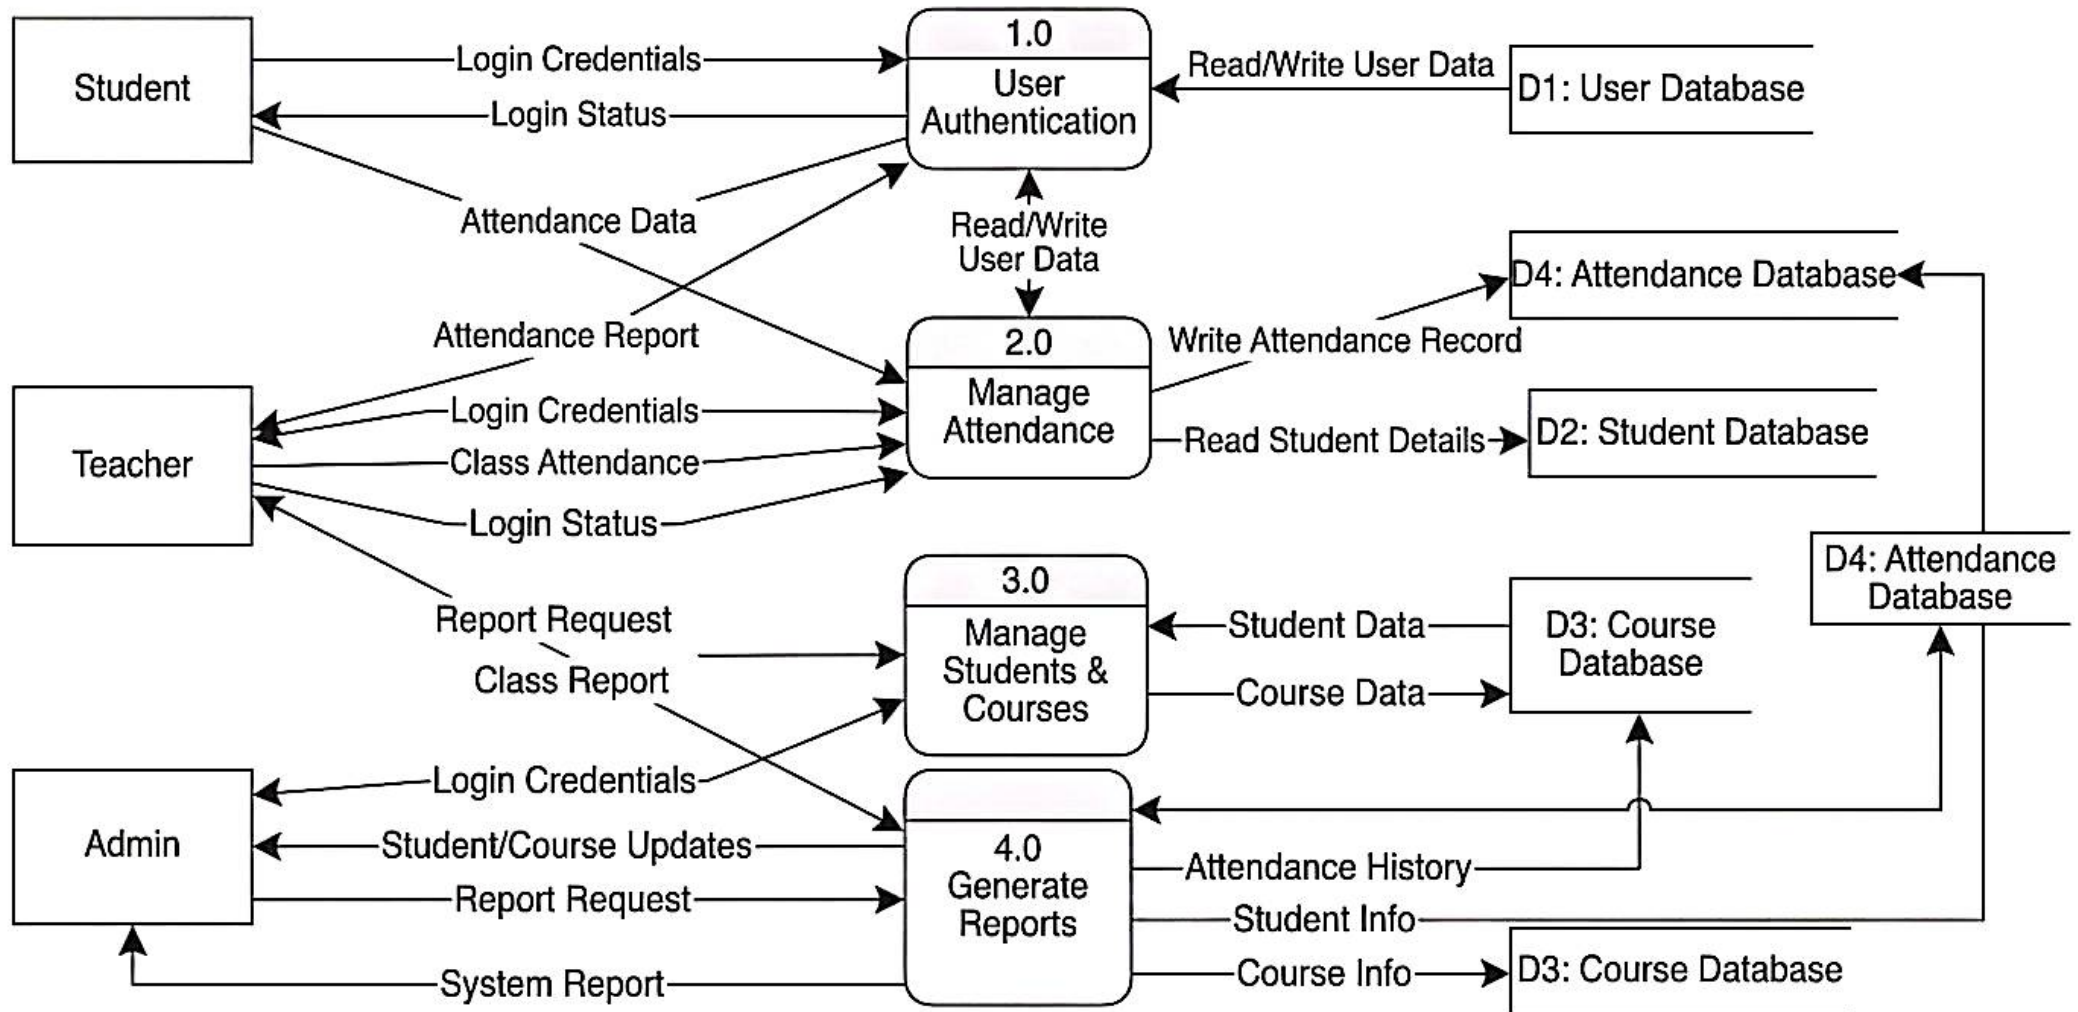 1.0
Login Credentials
Read/Write User Data
Student
User
Authentication
D1: User Database
Login Status
Attendance Data
Read/Write
User Data
D4: Attendance Database
Attendance Report
Write Attendance Record
2.0
Manage
Attendance
Login Credentials
Read Student Details
D2: Student Database
Teacher
Class Attendance
Login Status
D4: Attendance
Database
3.0
Manage
Students &
Courses
Report Request
Student Data
D3: Course
Database
Class Report
Course Data
Login Credentials
Admin
Student/Course Updates
4.0
Generate
Reports
Attendance History
Report Request
Student Info
Course Info
D3: Course Database
System Report